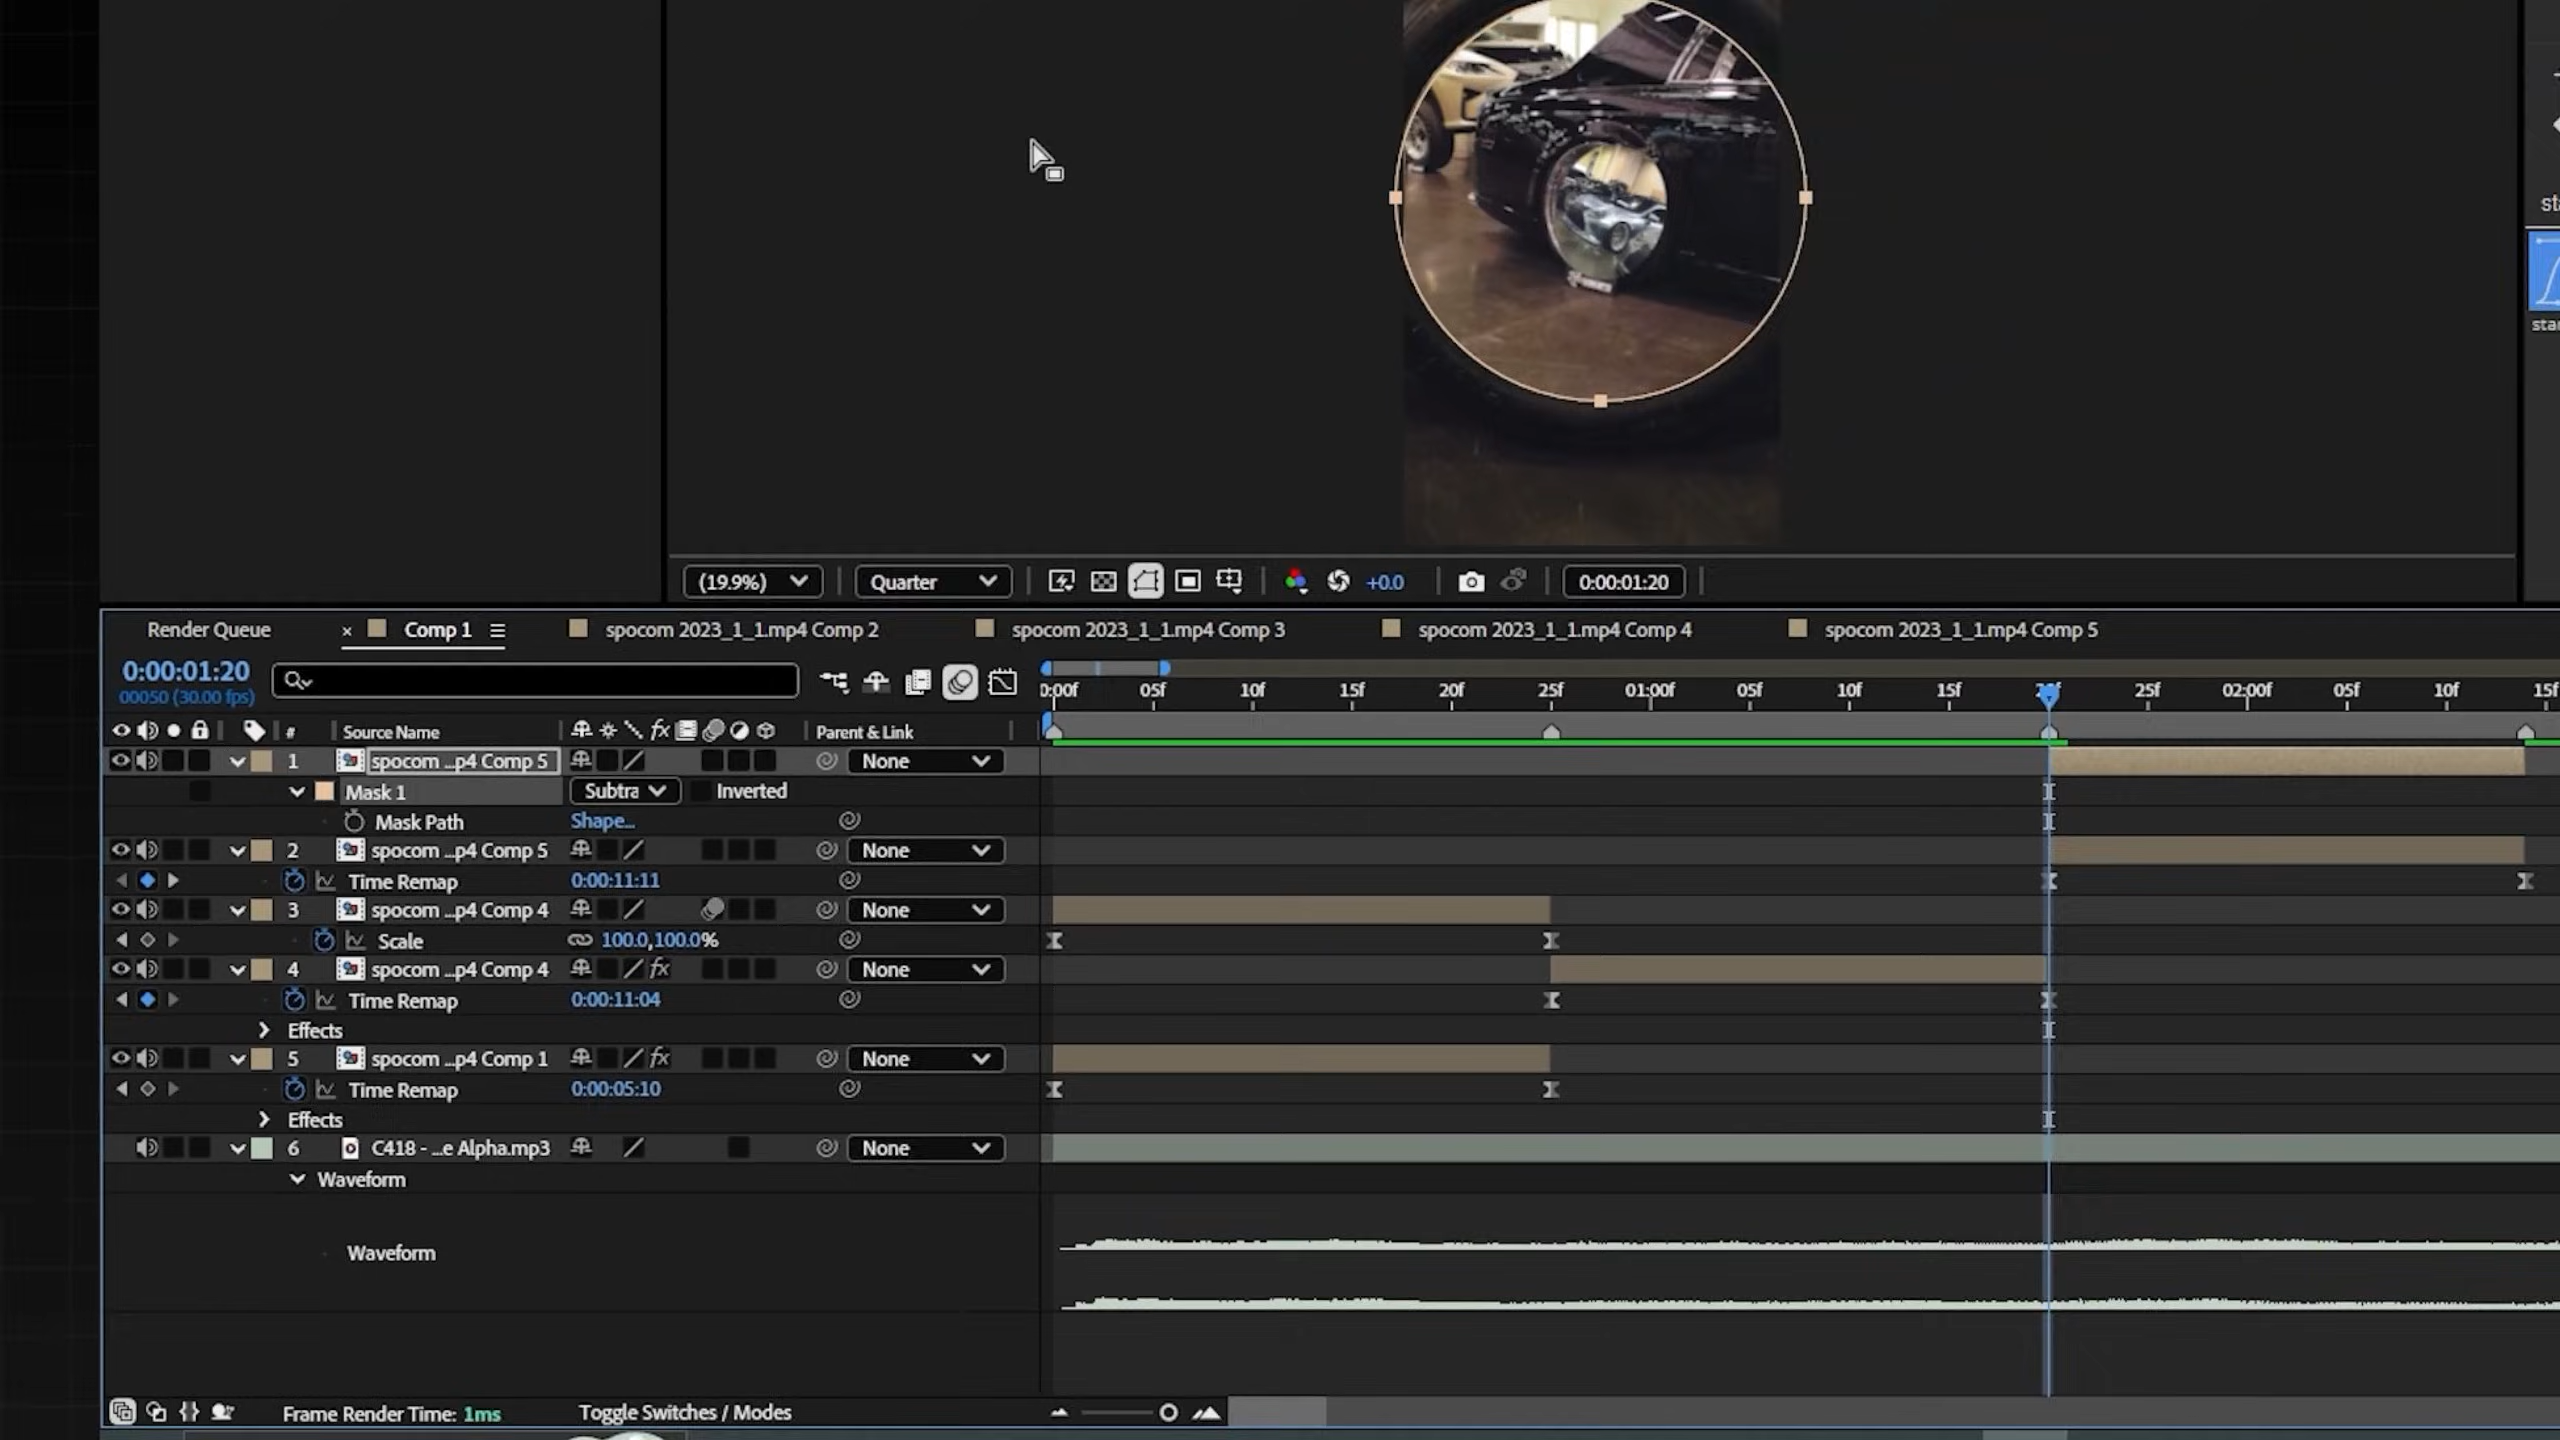 st
sta
(19.9%)
Quarter
+0.0
0:00:01:20
Render Queue
× Comp 1
spocom 2023_1_1.mp4 Comp 2
spocom 2023_1_1.mp4 Comp 3
spocom 2023_1_1.mp4 Comp 4
spocom 2023_1_1.mp4 Comp 5
0:00:01:20
00050 (30.00 fps)
0:00f 05f 10f 15f 20f 25f 01:00f 05f 10f 15f 25f 02:00f 05f 10f 15f
# Source Name fx Parent & Link
1 spocom ...p4 Comp 5 None
Mask 1 Subtra Inverted
Mask Path Shape...
2 spocom ...p4 Comp 5 None
Time Remap 0:00:11:11
3 spocom ...p4 Comp 4 None
Scale 100.0,100.0%
4 spocom ...p4 Comp 4 fx None
Time Remap 0:00:11:04
Effects
5 spocom ...p4 Comp 1 fx None
Time Remap 0:00:05:10
Effects
6 C418 - ...e Alpha.mp3 None
Waveform
Waveform
Frame Render Time: 1ms
Toggle Switches / Modes